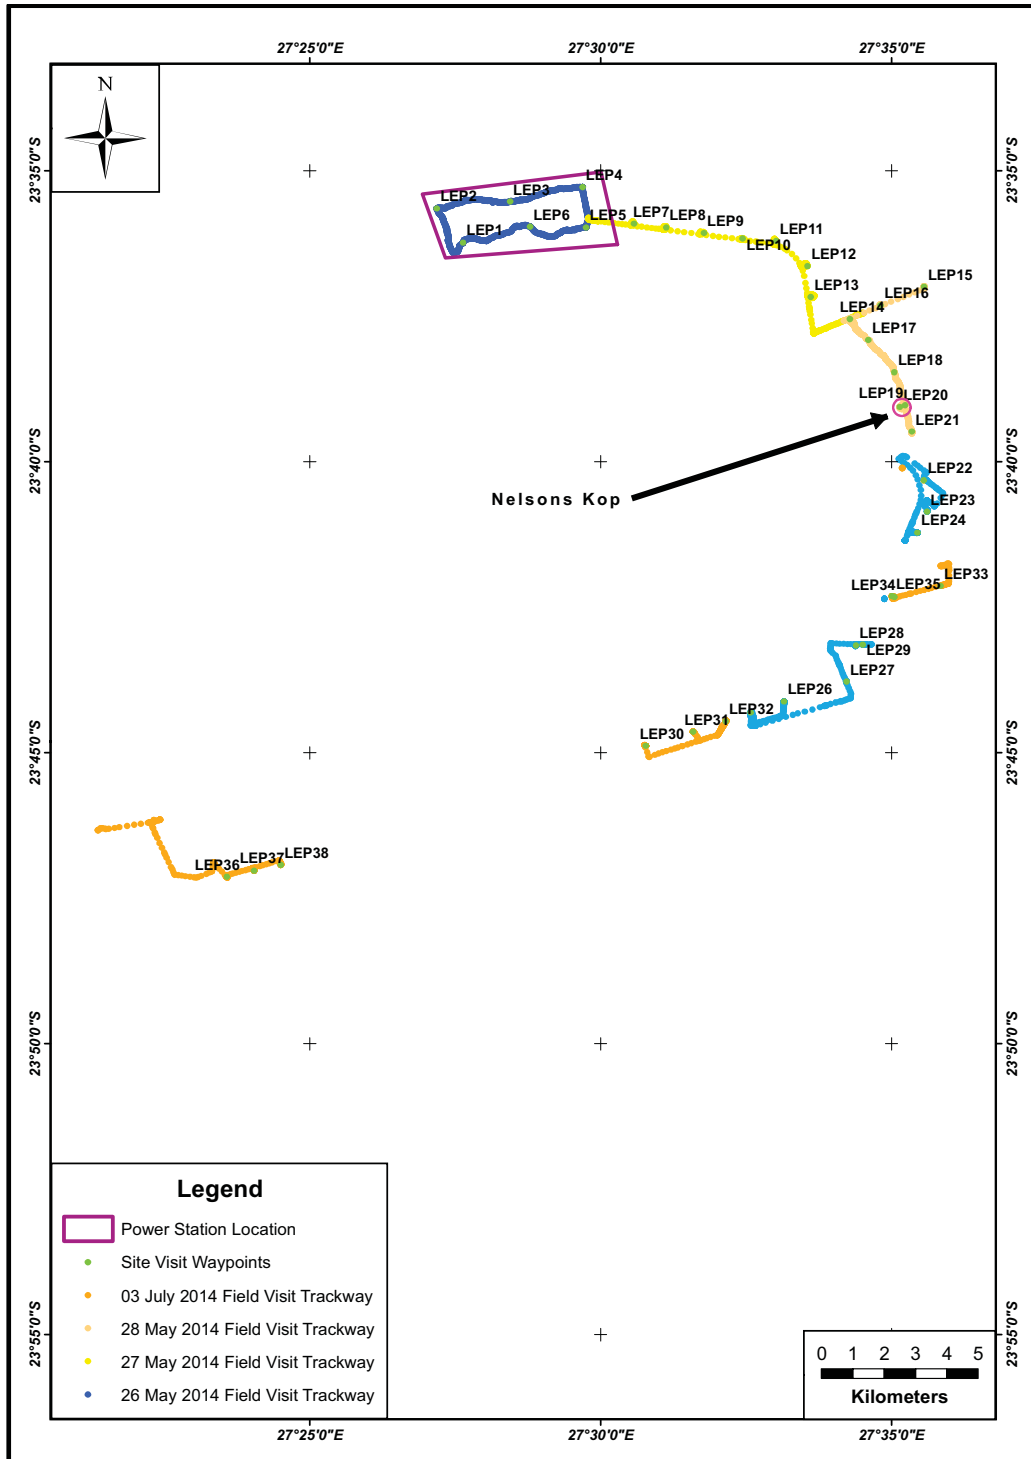 27°25'0"E 27°30'0"E 27°35'0"E
N
23°35'0"S 23°35'0"S
LEP4
LEP2 LEP3
LEP1 LEP6 LEP5 LEP7 LEP8 LEP9
LEP10 LEP11
LEP12
LEP13
LEP15
LEP16
LEP14
LEP17
LEP18
LEP19 LEP20
LEP21
23°40'0"S 23°40'0"S
LEP22
Nelsons Kop
LEP23
LEP24
LEP33
LEP34 LEP35
LEP28
LEP29
LEP27
LEP26
LEP32
LEP31
LEP30
23°45'0"S 23°45'0"S
LEP36 LEP37 LEP38
23°50'0"S 23°50'0"S
Legend
Power Station Location
Site Visit Waypoints
03 July 2014 Field Visit Trackway
28 May 2014 Field Visit Trackway
27 May 2014 Field Visit Trackway
26 May 2014 Field Visit Trackway
23°55'0"S 23°55'0"S
0 1 2 3 4 5
Kilometers
27°25'0"E 27°30'0"E 27°35'0"E